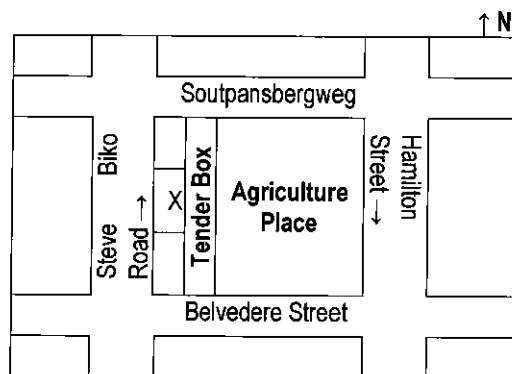 ↑ N
Soutpansbergweg
Steve Biko
Road →
X
Tender Box
Agriculture
Place
Hamilton
Street →
Belvedere Street